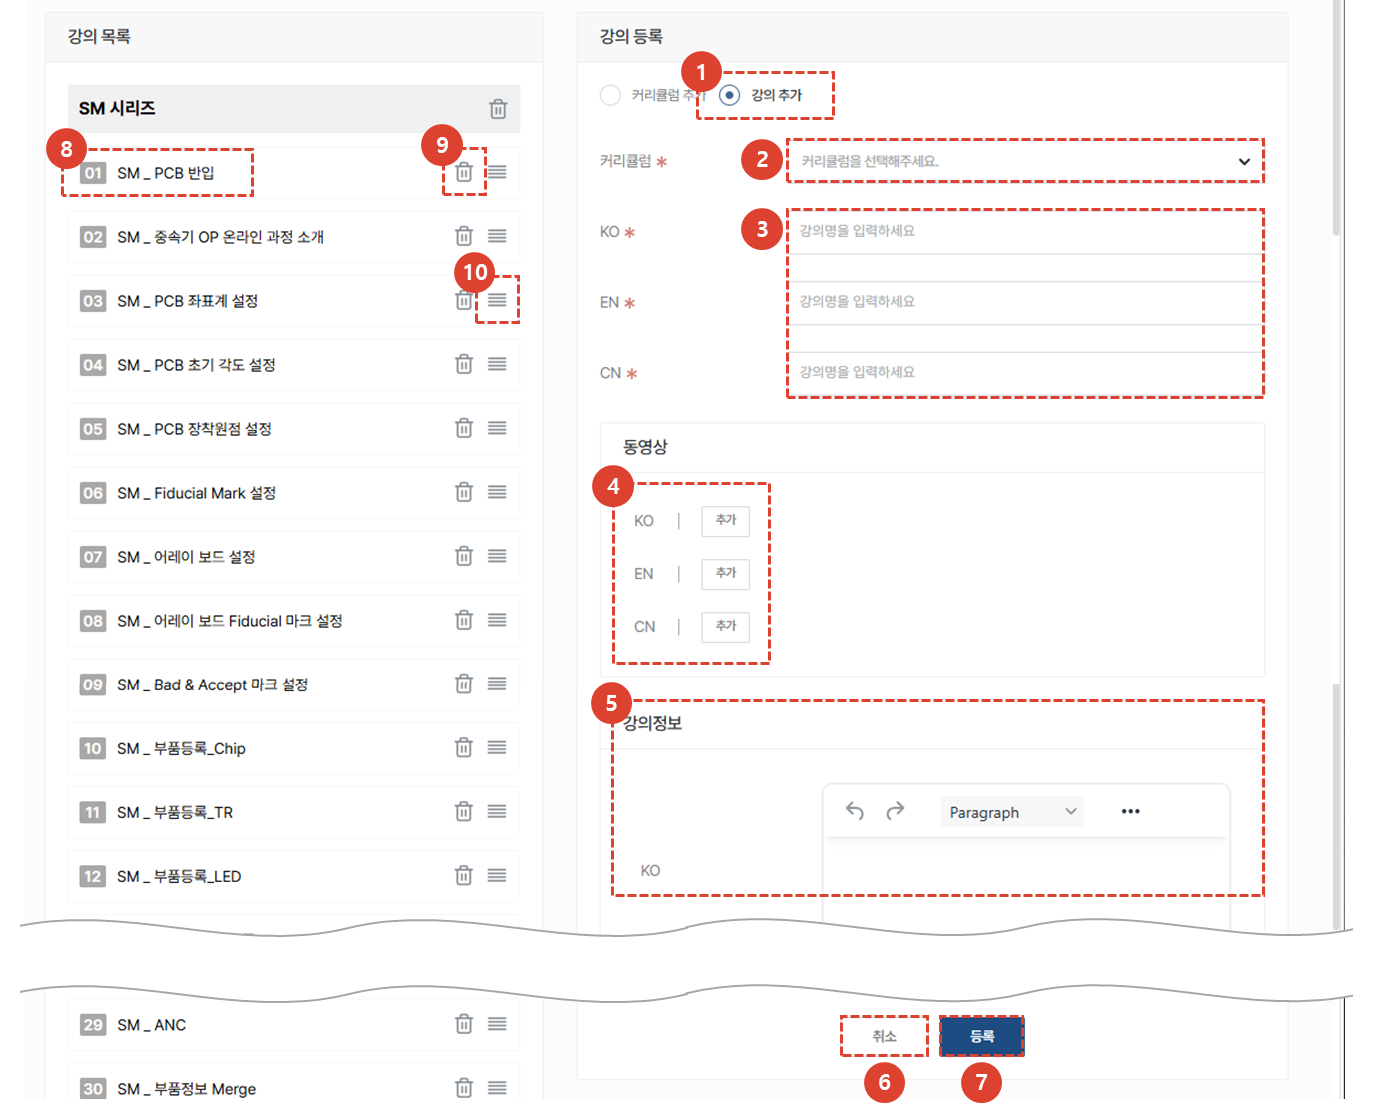 강의 목록
SM 시리즈
8
9
01 SM _ PCB 반입
02 SM _ 중속기 OP 온라인 과정 소개
10
03 SM _ PCB 좌표계 설정
04 SM _ PCB 초기 각도 설정
05 SM _ PCB 장착원점 설정
06 SM _ Fiducial Mark 설정
07 SM _ 어레이 보드 설정
08 SM _ 어레이 보드 Fiducial 마크 설정
09 SM _ Bad & Accept 마크 설정
10 SM _ 부품등록_Chip
11 SM _ 부품등록_TR
12 SM _ 부품등록_LED
29 SM _ ANC
30 SM _ 부품정보 Merge
강의 등록
1
커리큘럼 추가 강의 추가
커리큘럼 * 2 커리큘럼을 선택해주세요.
KO * 3 강의명을 입력하세요
EN * 강의명을 입력하세요
CN * 강의명을 입력하세요
동영상
4
KO | 추가
EN | 추가
CN | 추가
5
강의정보
Paragraph
KO
취소 등록
6 7